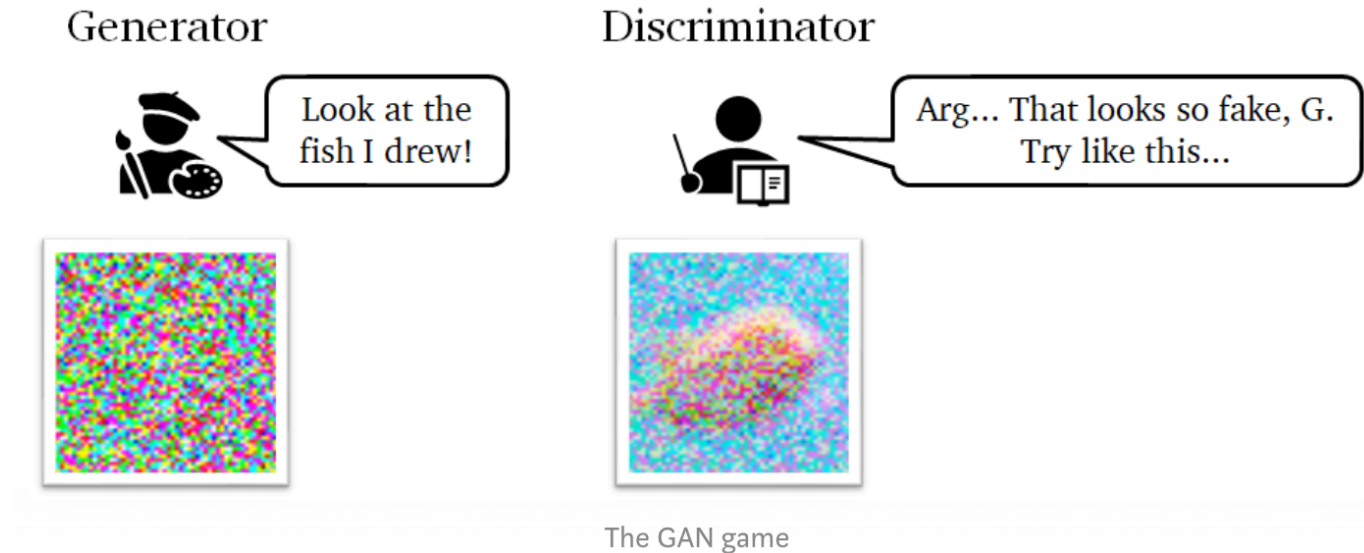 Generator
Discriminator
Look at the
fish I drew!
Arg... That looks so fake, G.
Try like this...
The GAN game